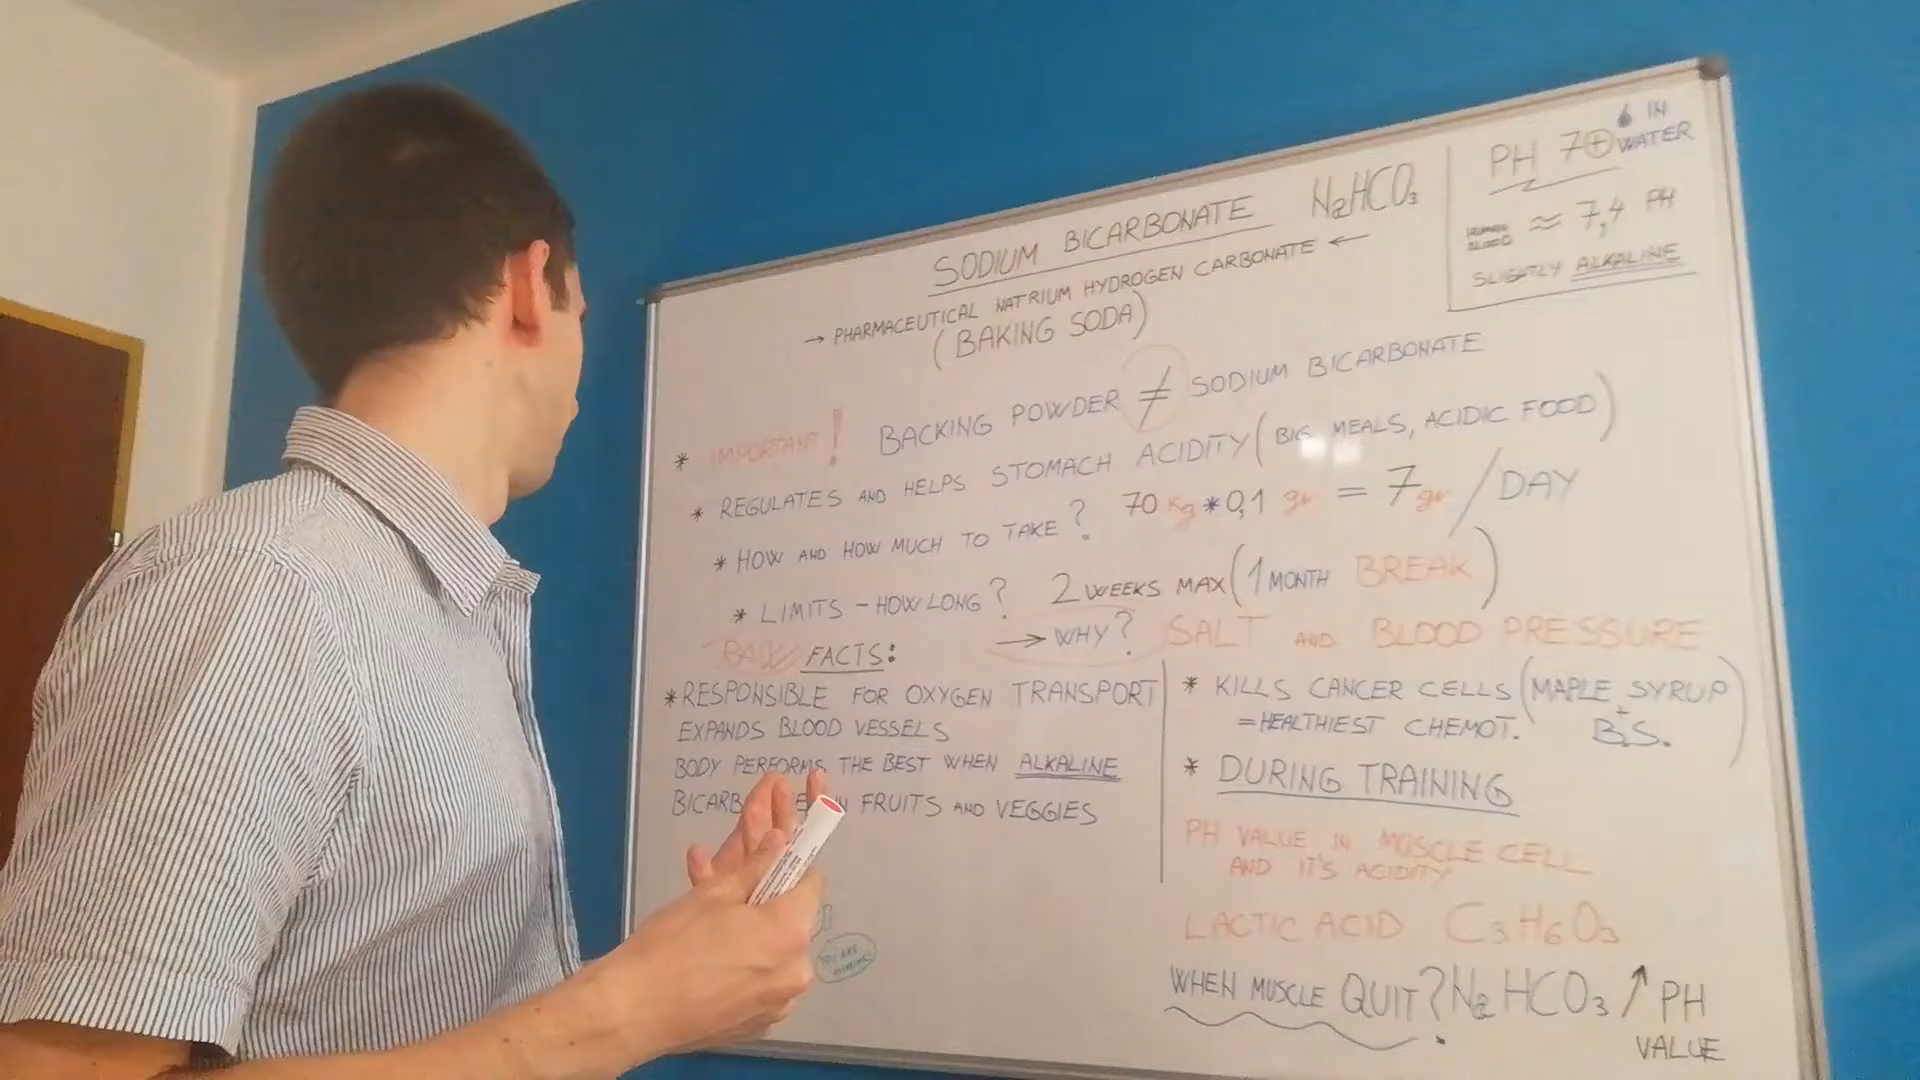 SODIUM BICARBONATE N2HCO3
→ PHARMACEUTICAL NATRIUM HYDROGEN CARBONATE ←
(BAKING SODA)
PH 7+ IN WATER
HUMAN BLOOD ≈ 7,4 PH
SLIGHTLY ALKALINE
* IMPORTANT! BACKING POWDER ≠ SODIUM BICARBONATE
* REGULATES AND HELPS STOMACH ACIDITY (BIG MEALS, ACIDIC FOOD)
* HOW AND HOW MUCH TO TAKE? 70 Kg * 0,1 gr = 7 gr / DAY
* LIMITS - HOW LONG? 2 WEEKS MAX (1 MONTH BREAK)
→ WHY? SALT AND BLOOD PRESSURE
FACTS:
* RESPONSIBLE FOR OXYGEN TRANSPORT
EXPANDS BLOOD VESSELS
BODY PERFORMS THE BEST WHEN ALKALINE
FRUITS AND VEGGIES
* KILLS CANCER CELLS (MAPLE SYRUP + B.S.)
= HEALTHIEST CHEMOT.
* DURING TRAINING
PH VALUE IN MUSCLE CELL
AND IT'S ACIDITY
LACTIC ACID C3H6O3
WHEN MUSCLE QUIT? N2HCO3 ↑ PH
VALUE